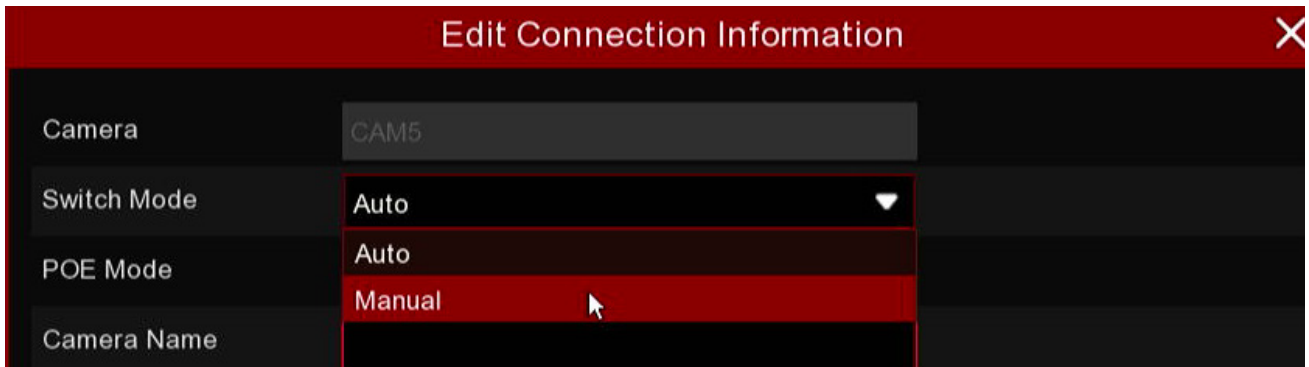 Edit Connection Information
Camera CAM5
Switch Mode Auto
Auto
POE Mode
Manual
Camera Name